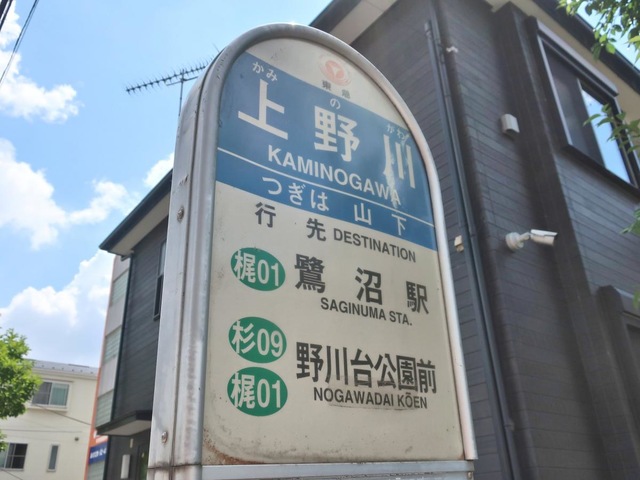 東急
かみ の がわ
上野川
KAMINOGAWA
つぎは 山下
行先 DESTINATION
梶01 鷺沼駅
SAGINUMA STA.
杉09
梶01 野川台公園前
NOGAWADAI KŌEN